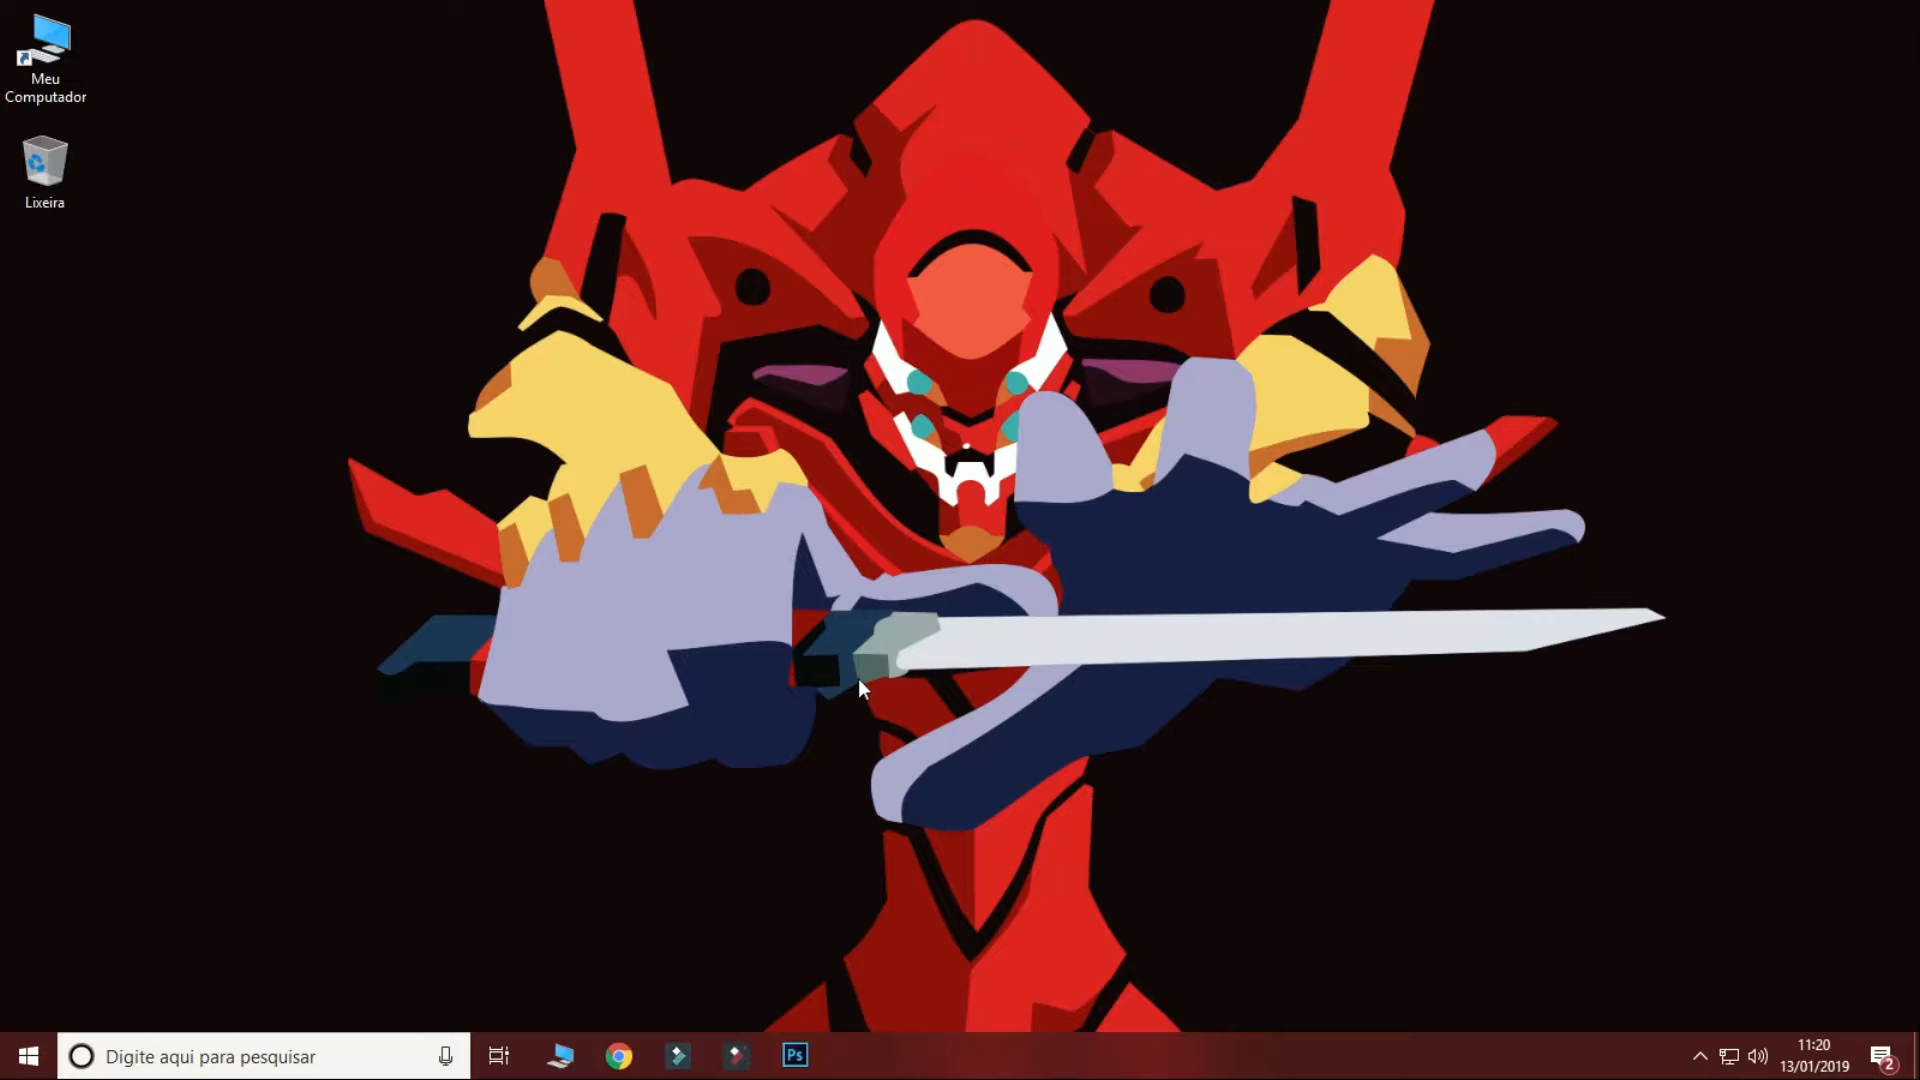 Meu
Computador
Lixeira
Digite aqui para pesquisar
Ps
11:20
13/01/2019
2